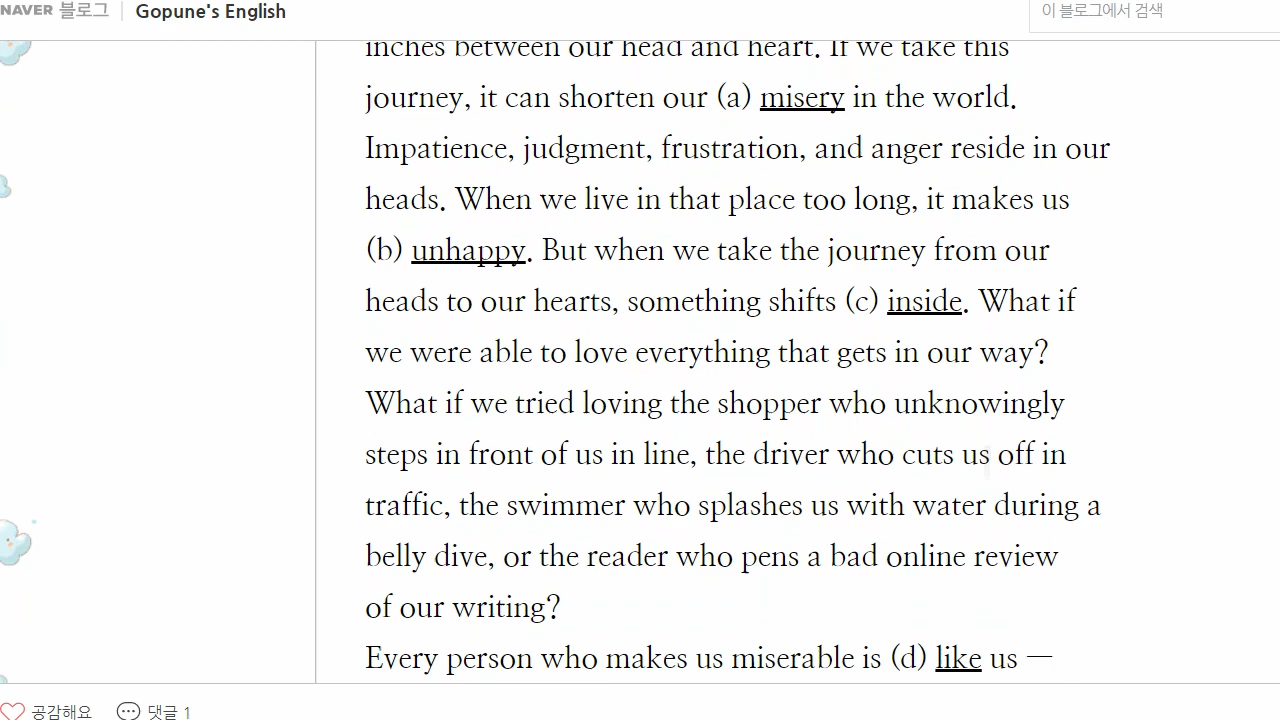 NAVER 블로그 | Gopune's English
이 블로그에서 검색
inches between our head and heart. If we take this
journey, it can shorten our (a) misery in the world.
Impatience, judgment, frustration, and anger reside in our
heads. When we live in that place too long, it makes us
(b) unhappy. But when we take the journey from our
heads to our hearts, something shifts (c) inside. What if
we were able to love everything that gets in our way?
What if we tried loving the shopper who unknowingly
steps in front of us in line, the driver who cuts us off in
traffic, the swimmer who splashes us with water during a
belly dive, or the reader who pens a bad online review
of our writing?
Every person who makes us miserable is (d) like us —
공감해요 댓글 1